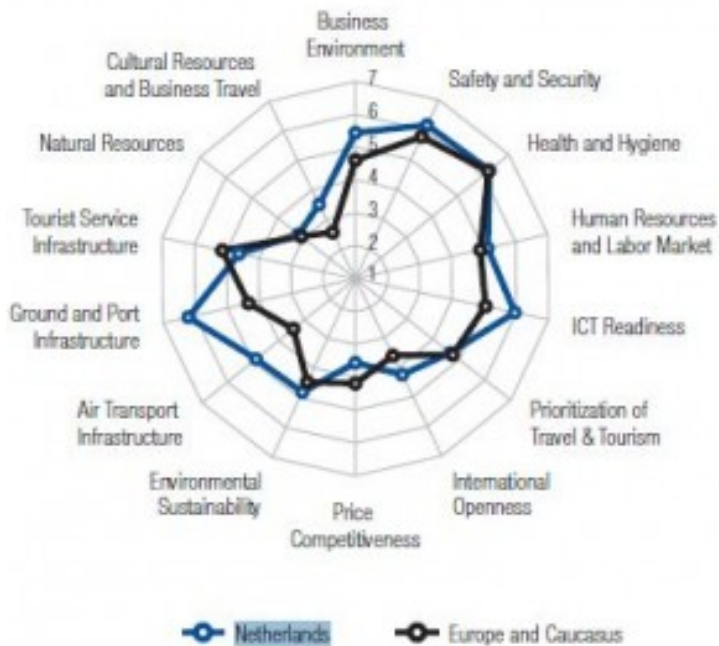 Business
Environment
Cultural Resources
and Business Travel
Safety and Security
Natural Resources
Health and Hygiene
Tourist Service
Infrastructure
Human Resources
and Labor Market
Ground and Port
Infrastructure
ICT Readiness
Air Transport
Infrastructure
Prioritization of
Travel & Tourism
Environmental
Sustainability
International
Openness
Price
Competitiveness
7
6
5
4
3
2
1
Netherlands
Europe and Caucasus